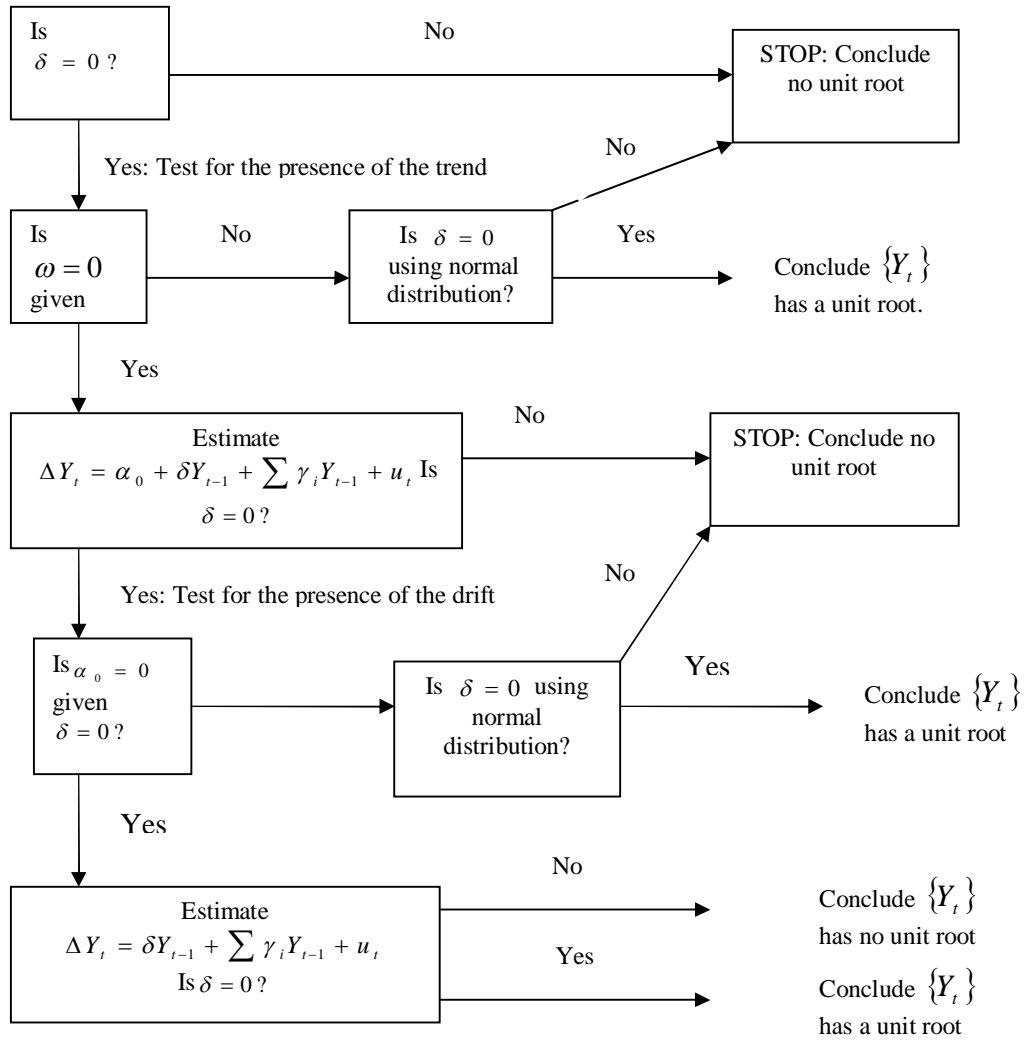 Is
δ = 0 ?
No
STOP: Conclude
no unit root
Yes: Test for the presence of the trend
No
Is
ω = 0
given
No
Is δ = 0
using normal
distribution?
Yes
Conclude {Y_t}
has a unit root.
Yes
Estimate
ΔY_t = α_0 + δY_{t-1} + ∑ γ_i Y_{t-1} + u_t Is
δ = 0 ?
No
STOP: Conclude no
unit root
Yes: Test for the presence of the drift
No
Is α_0 = 0
given
δ = 0 ?
Is δ = 0 using
normal
distribution?
Yes
Conclude {Y_t}
has a unit root
Yes
Estimate
ΔY_t = δY_{t-1} + ∑ γ_i Y_{t-1} + u_t
Is δ = 0 ?
No
Conclude {Y_t}
has no unit root
Yes
Conclude {Y_t}
has a unit root